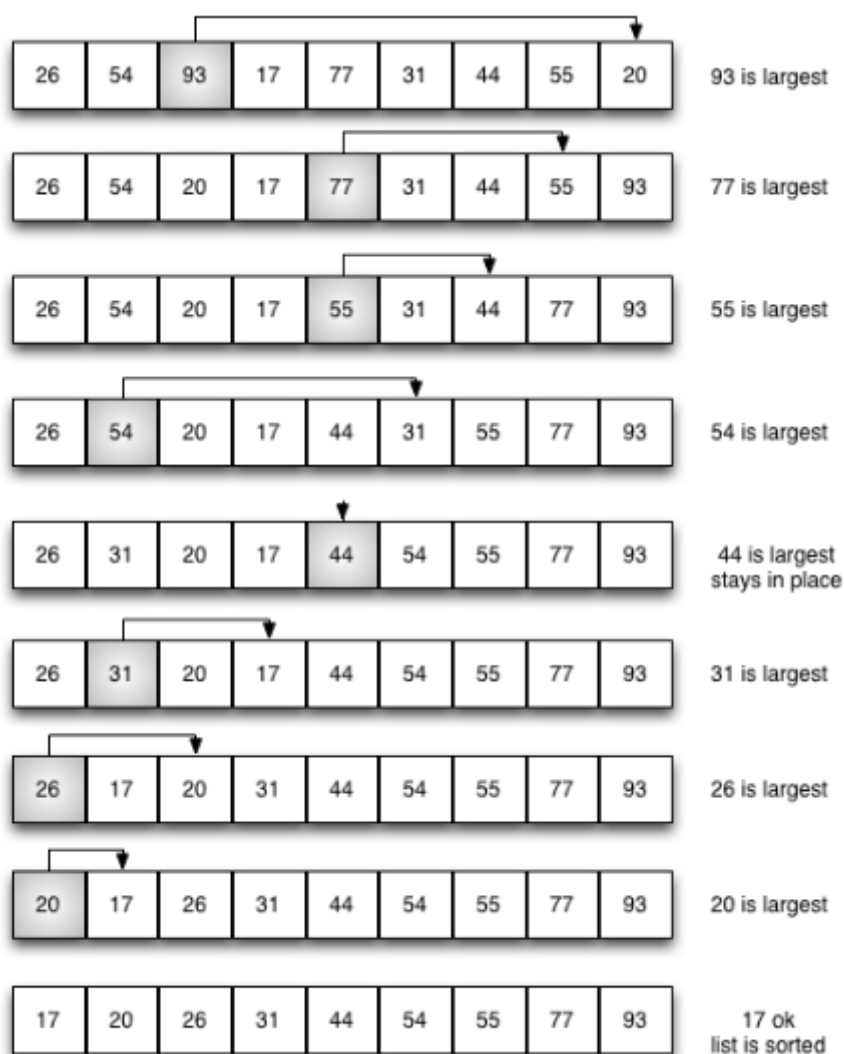 26 54 93 17 77 31 44 55 20 93 is largest
26 54 20 17 77 31 44 55 93 77 is largest
26 54 20 17 55 31 44 77 93 55 is largest
26 54 20 17 44 31 55 77 93 54 is largest
26 31 20 17 44 54 55 77 93 44 is largest
stays in place
26 31 20 17 44 54 55 77 93 31 is largest
26 17 20 31 44 54 55 77 93 26 is largest
20 17 26 31 44 54 55 77 93 20 is largest
17 20 26 31 44 54 55 77 93 17 ok
list is sorted